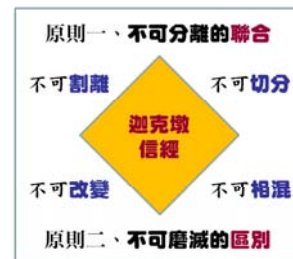 原則一、不可分離的聯合
不可割離 不可切分
迦克墩
信經
不可改變 不可相混
原則二、不可磨滅的區別